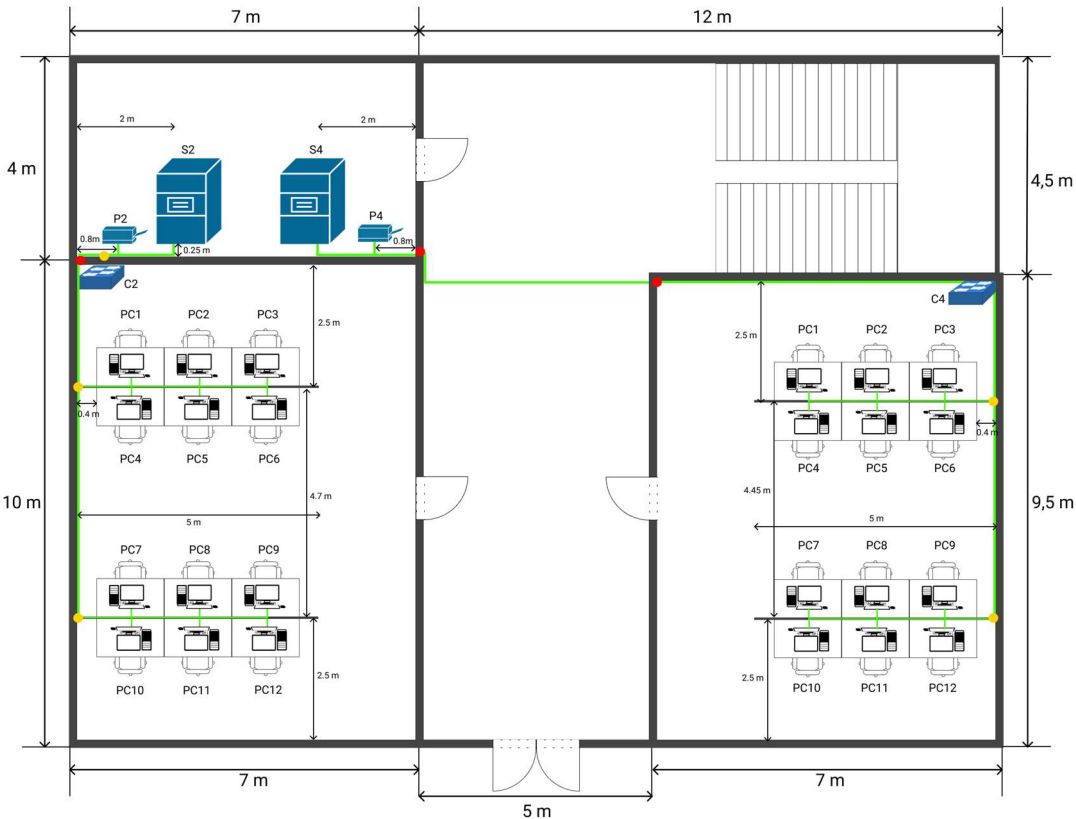 7 m
12 m
2 m
2 m
S2
S4
4 m
4,5 m
P2
P4
0.8m
0.25 m
0.8m
C2
C4
PC1
PC2
PC3
2.5 m
PC1
PC2
PC3
2.5 m
0.4 m
0.4 m
PC4
PC5
PC6
PC4
PC5
PC6
10 m
4.7 m
4.45 m
9,5 m
5 m
5 m
PC7
PC8
PC9
PC7
PC8
PC9
2.5 m
2.5 m
PC10
PC11
PC12
PC10
PC11
PC12
7 m
7 m
5 m